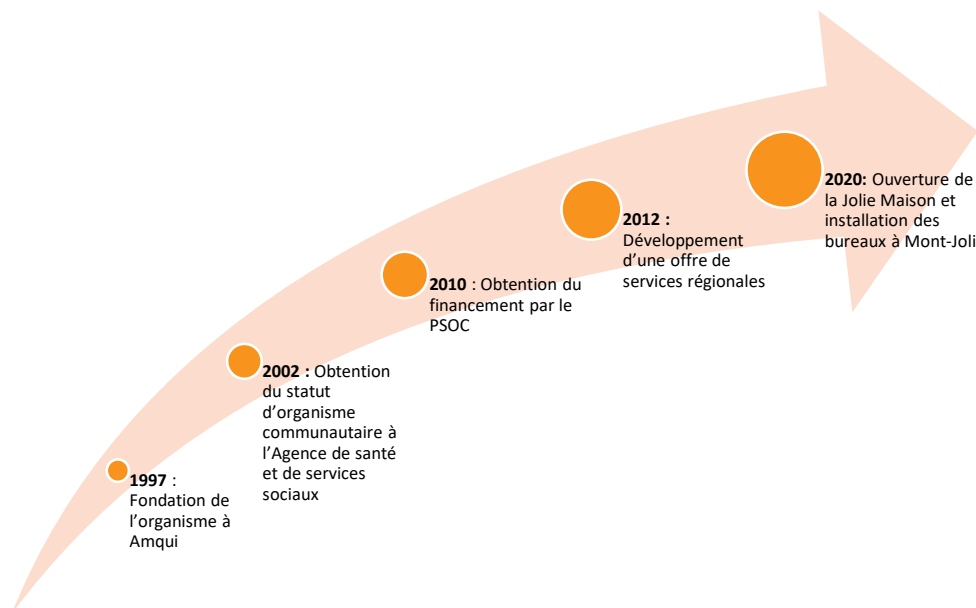 1997 :
Fondation de
l’organisme à
Amqui
2002 : Obtention
du statut
d’organisme
communautaire à
l’Agence de santé
et de services
sociaux
2010 : Obtention du
financement par le
PSOC
2012 :
Développement
d’une offre de
services régionales
2020: Ouverture de
la Jolie Maison et
installation des
bureaux à Mont-Joli